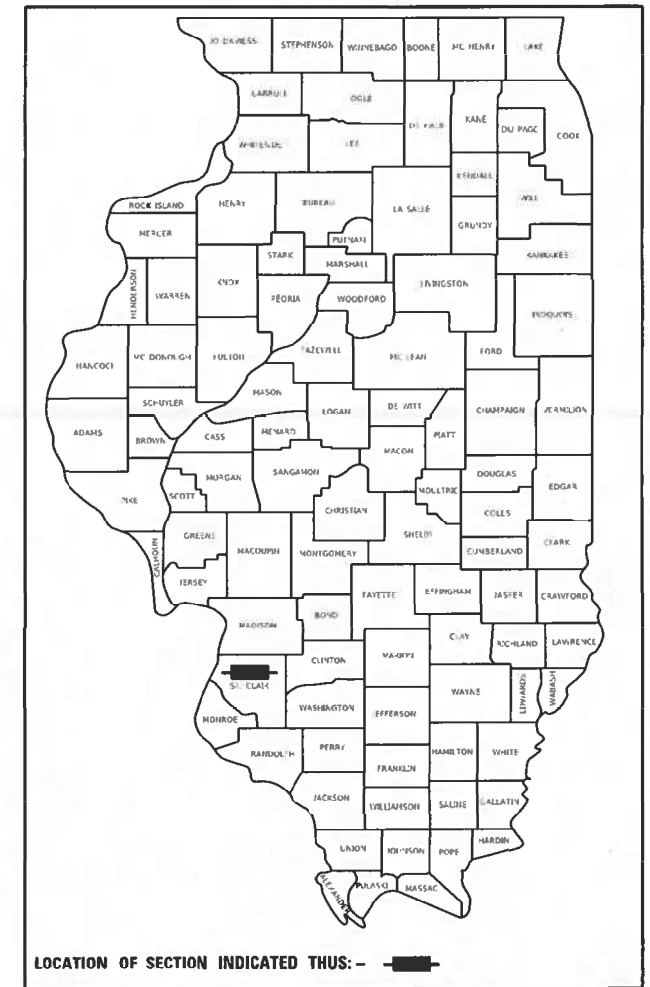 JO DAVIESS STEPHENSON WINNEBAGO BOONE MC HENRY LAKE
CARROLL OGLE
DE KALB KANE DU PAGE COOK
WHITESIDE LEE
KENDALL WILL
ROCK ISLAND HENRY BUREAU LA SALLE GRUNDY
MERCER PUTNAM
STARK MARSHALL KANKAKEE
HENDERSON WARREN KNOX PEORIA WOODFORD LIVINGSTON IROQUOIS
HANCOCK MC DONOUGH FULTON TAZEWELL MC LEAN FORD
MASON
SCHUYLER LOGAN DE WITT CHAMPAIGN VERMILION
ADAMS BROWN CASS MENARD MACON PIATT
PIKE SCOTT MORGAN SANGAMON MOULTRIE DOUGLAS EDGAR
CHRISTIAN COLES
CALHOUN GREENE MACOUPIN MONTGOMERY SHELBY CUMBERLAND CLARK
JERSEY FAYETTE EFFINGHAM JASPER CRAWFORD
MADISON BOND
CLINTON MARION CLAY RICHLAND LAWRENCE
ST. CLAIR WAYNE EDWARDS WABASH
MONROE WASHINGTON JEFFERSON
RANDOLPH PERRY HAMILTON WHITE
FRANKLIN
JACKSON WILLIAMSON SALINE GALLATIN
UNION JOHNSON POPE HARDIN
ALEXANDER PULASKI MASSAC
LOCATION OF SECTION INDICATED THUS: -